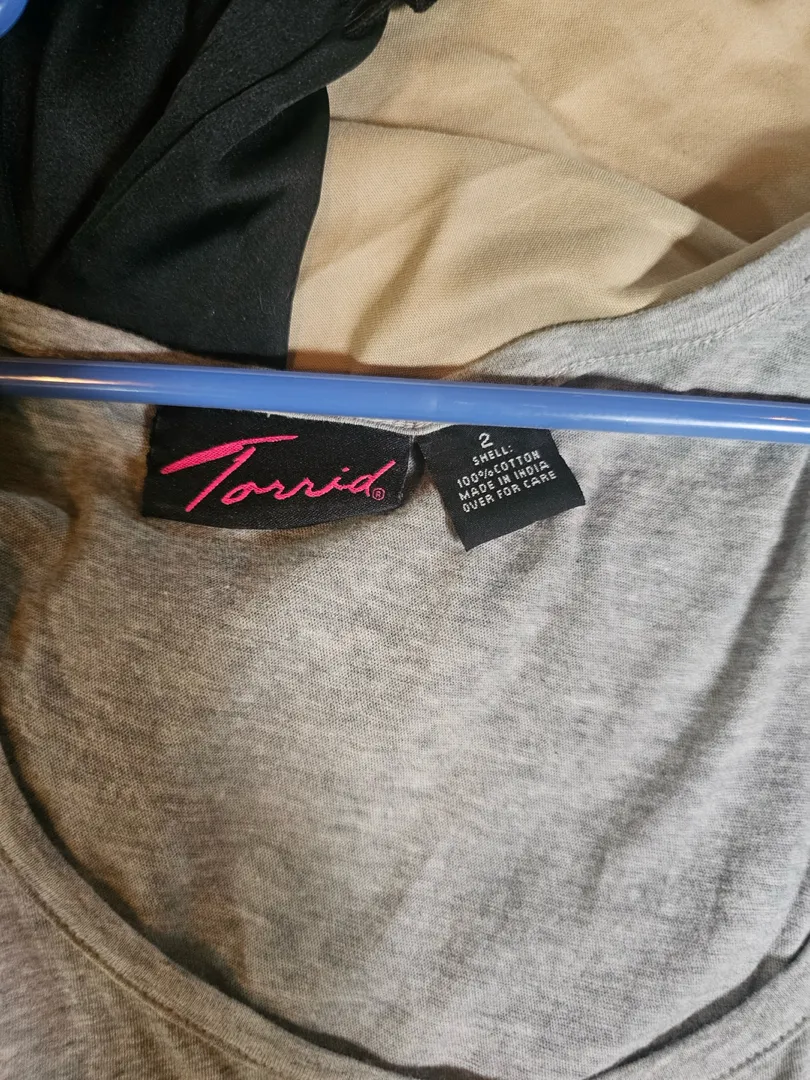 Torrid®
2
SHELL:
100% COTTON
MADE IN INDIA
OVER FOR CARE